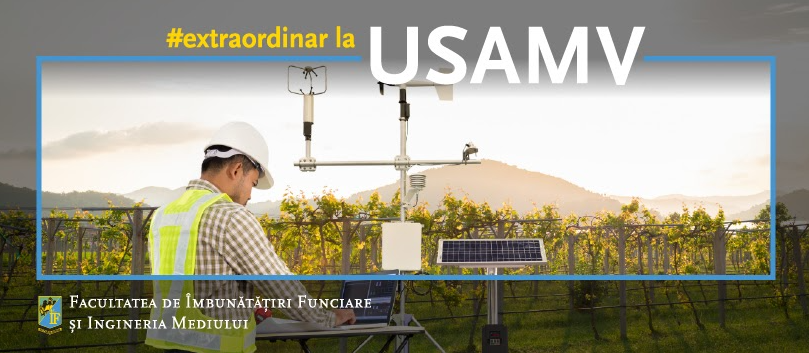 #extraordinar la USAMV
FACULTATEA DE ÎMBUNĂTĂȚIRI FUNCIARE
ȘI INGINERIA MEDIULUI